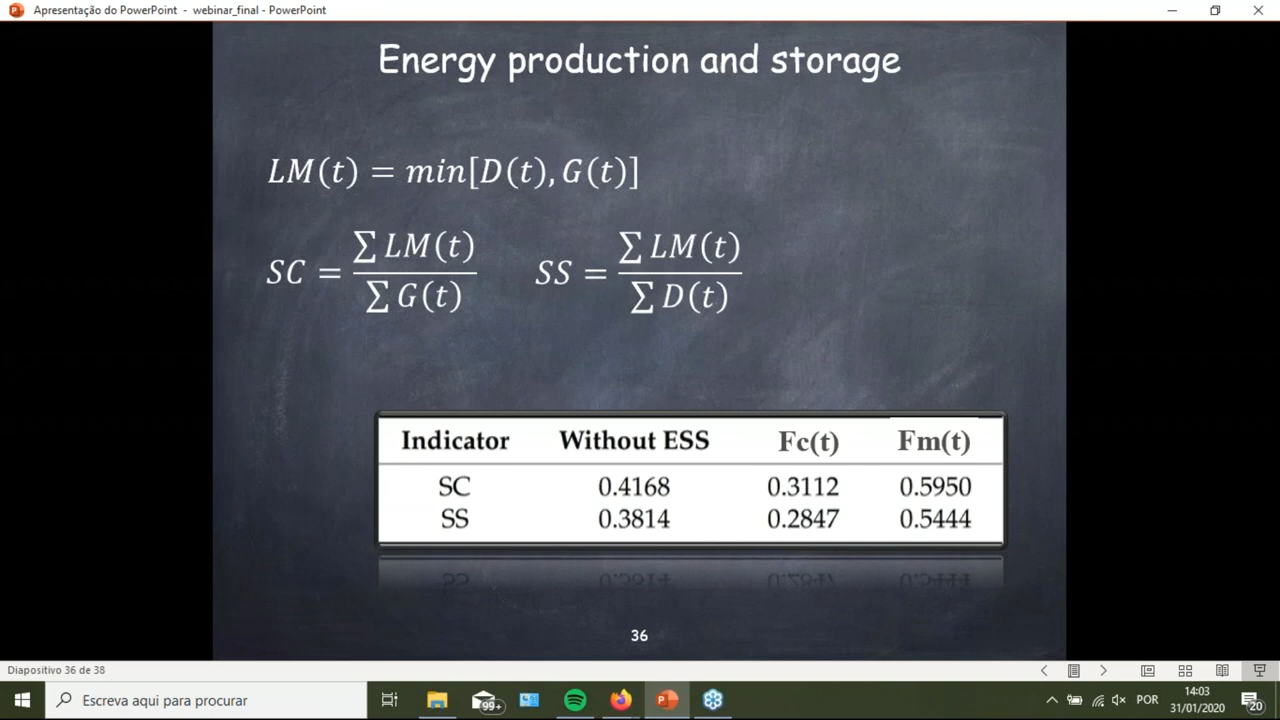 Apresentação do PowerPoint - webinar_final - PowerPoint
Energy production and storage
LM(t) = min[D(t), G(t)]
SC = ∑ LM(t) / ∑ G(t)    SS = ∑ LM(t) / ∑ D(t)
Indicator Without ESS Fc(t) Fm(t)
SC 0.4168 0.3112 0.5950
SS 0.3814 0.2847 0.5444
36
Diapositivo 36 de 38
Escreva aqui para procurar
99+
POR
14:03
31/01/2020
20